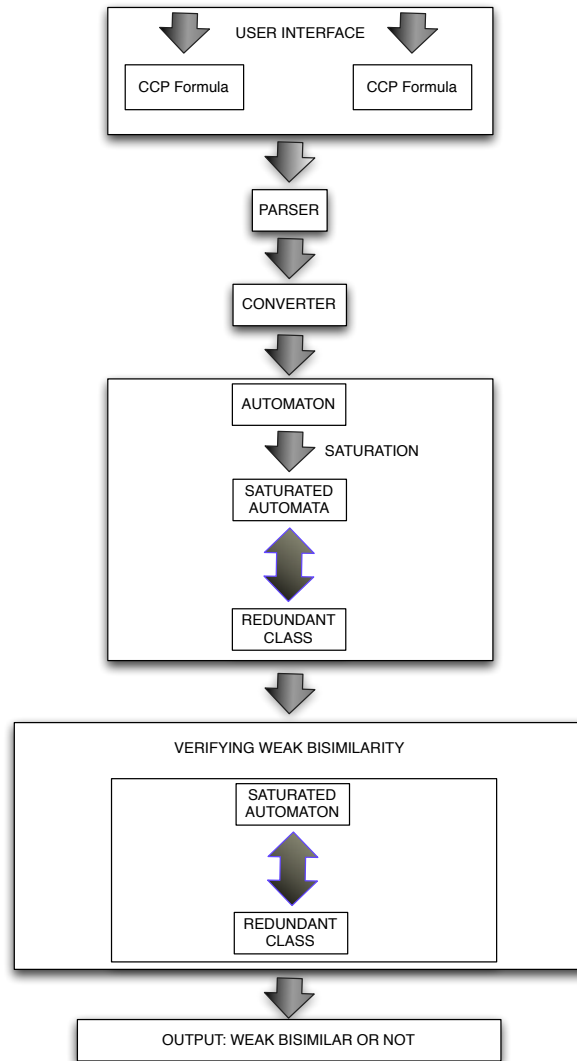 USER INTERFACE
CCP Formula
CCP Formula
PARSER
CONVERTER
AUTOMATON
SATURATION
SATURATED
AUTOMATA
REDUNDANT
CLASS
VERIFYING WEAK BISIMILARITY
SATURATED
AUTOMATON
REDUNDANT
CLASS
OUTPUT: WEAK BISIMILAR OR NOT